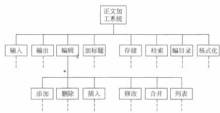 正文加
工系统
输入
输出
编辑
加标题
存储
检索
编目录
格式化
添加
删除
插入
修改
合并
列表